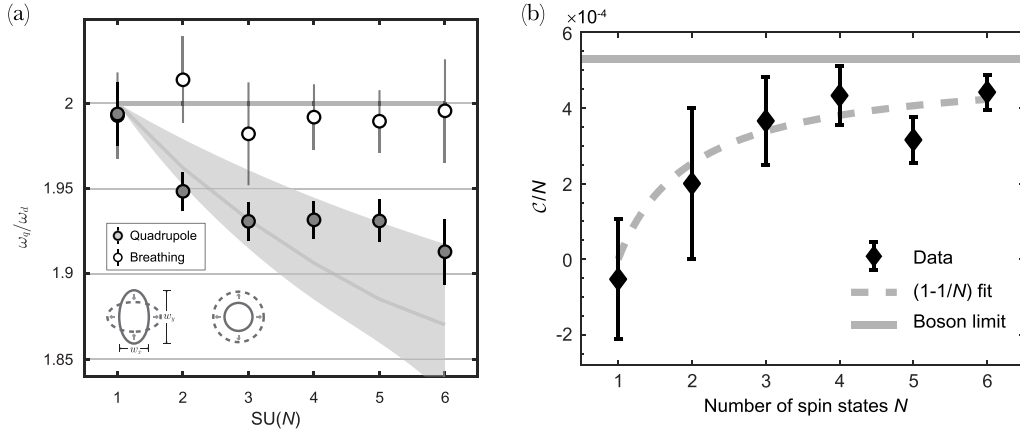 (a)
2
1.95
1.9
1.85
ω_q/ω_d
Quadrupole
Breathing
w_y
w_x
1 2 3 4 5 6
SU(N)
(b)
×10⁻⁴
6
4
2
0
-2
C/N
Data
(1-1/N) fit
Boson limit
1 2 3 4 5 6
Number of spin states N